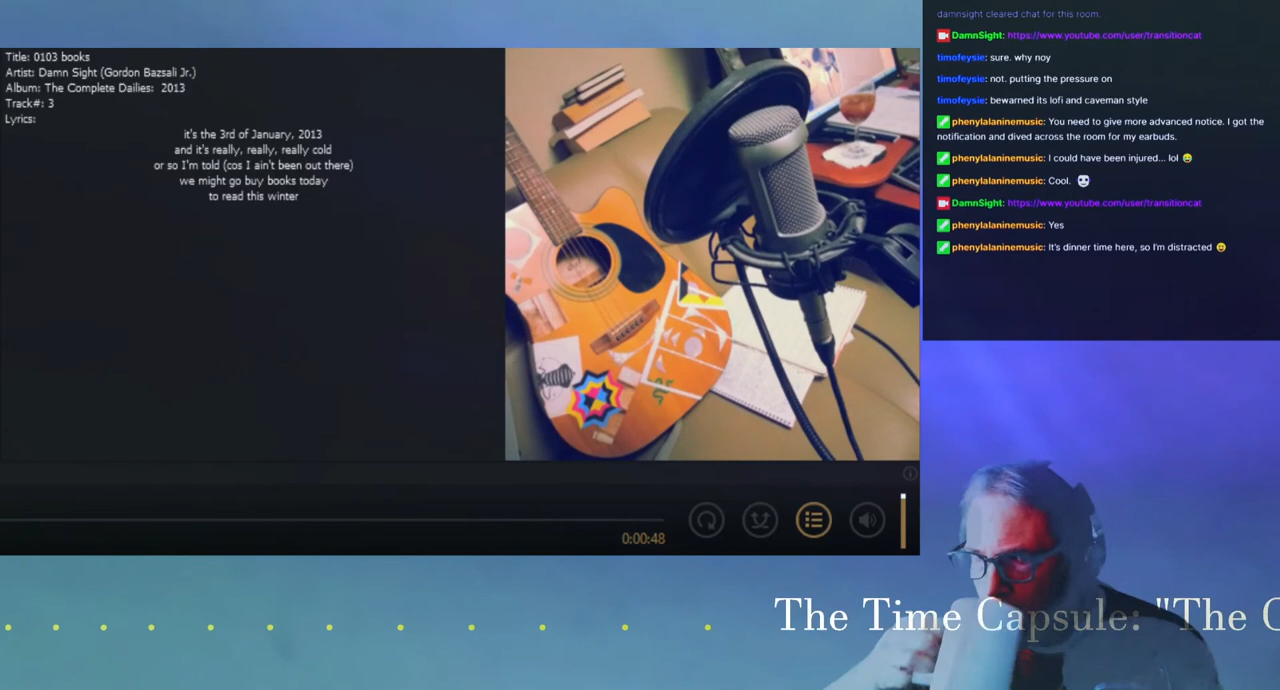 damnsight cleared chat for this room.
DamnSight: https://www.youtube.com/user/transitioncat
timofeysie: sure. why noy
timofeysie: not. putting the pressure on
timofeysie: bewarned its lofi and caveman style
phenylalaninemusic: You need to give more advanced notice. I got the
notification and dived across the room for my earbuds.
phenylalaninemusic: I could have been injured... lol 😅
phenylalaninemusic: Cool. 💀
DamnSight: https://www.youtube.com/user/transitioncat
phenylalaninemusic: Yes
phenylalaninemusic: It's dinner time here, so I'm distracted 😀
Title: 0103 books
Artist: Damn Sight (Gordon Bazsali Jr.)
Album: The Complete Dailies: 2013
Track#: 3
Lyrics:
it's the 3rd of January, 2013
and it's really, really, really cold
or so I'm told (cos I ain't been out there)
we might go buy books today
to read this winter
0:00:48
The Time Capsule: "The C